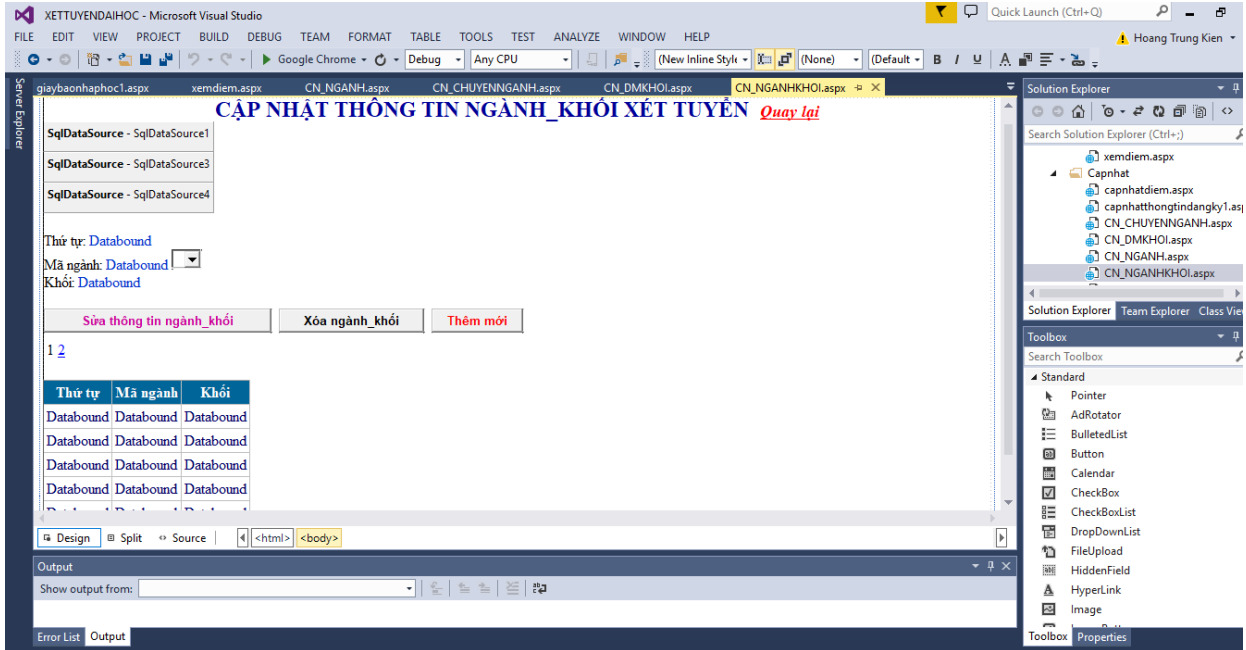 XETTUYENDAIHOC - Microsoft Visual Studio
Quick Launch (Ctrl+Q)
FILE EDIT VIEW PROJECT BUILD DEBUG TEAM FORMAT TABLE TOOLS TEST ANALYZE WINDOW HELP
Hoang Trung Kien
Google Chrome Debug Any CPU (New Inline Style (None) (Default B I U A
Server Explorer
giaybaonhaphoc1.aspx xemdiem.aspx CN_NGANH.aspx CN_CHUYENNGANH.aspx CN_DMKHOI.aspx CN_NGANHKHOI.aspx
CẬP NHẬT THÔNG TIN NGÀNH_KHỐI XÉT TUYỂN Quay lại
SqlDataSource - SqlDataSource1
SqlDataSource - SqlDataSource3
SqlDataSource - SqlDataSource4
Thứ tự: Databound
Mã ngành: Databound
Khối: Databound
Sửa thông tin ngành_khối Xóa ngành_khối Thêm mới
1 2
Thứ tự Mã ngành Khối
Databound Databound Databound
Databound Databound Databound
Databound Databound Databound
Databound Databound Databound
Design Split Source <html> <body>
Output
Show output from:
Error List Output
Solution Explorer
Search Solution Explorer (Ctrl+;)
xemdiem.aspx
Capnhat
capnhatdiem.aspx
capnhatthongtindangky1.asp
CN_CHUYENNGANH.aspx
CN_DMKHOI.aspx
CN_NGANH.aspx
CN_NGANHKHOI.aspx
Solution Explorer Team Explorer Class Vie
Toolbox
Search Toolbox
Standard
Pointer
AdRotator
BulletedList
Button
Calendar
CheckBox
CheckBoxList
DropDownList
FileUpload
HiddenField
HyperLink
Image
Toolbox Properties